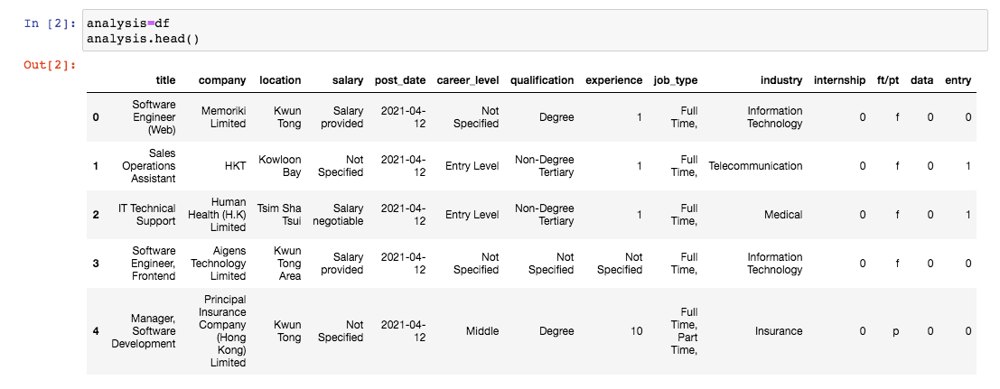 In [2]: analysis=df
analysis.head()
Out[2]:
title company location salary post_date career_level qualification experience job_type industry internship ft/pt data entry
0 Software Engineer (Web) Memoriki Limited Kwun Tong Salary provided 2021-04-12 Not Specified Degree 1 Full Time, Information Technology 0 f 0 0
1 Sales Operations Assistant HKT Kowloon Bay Not Specified 2021-04-12 Entry Level Non-Degree Tertiary 1 Full Time, Telecommunication 0 f 0 1
2 IT Technical Support Human Health (H.K) Limited Tsim Sha Tsui Salary negotiable 2021-04-12 Entry Level Non-Degree Tertiary 1 Full Time, Medical 0 f 0 1
3 Software Engineer, Frontend Aigens Technology Limited Kwun Tong Area Salary provided 2021-04-12 Not Specified Not Specified Not Specified Full Time, Information Technology 0 f 0 0
4 Manager, Software Development Principal Insurance Company (Hong Kong) Limited Kwun Tong Not Specified 2021-04-12 Middle Degree 10 Full Time, Part Time, Insurance 0 p 0 0